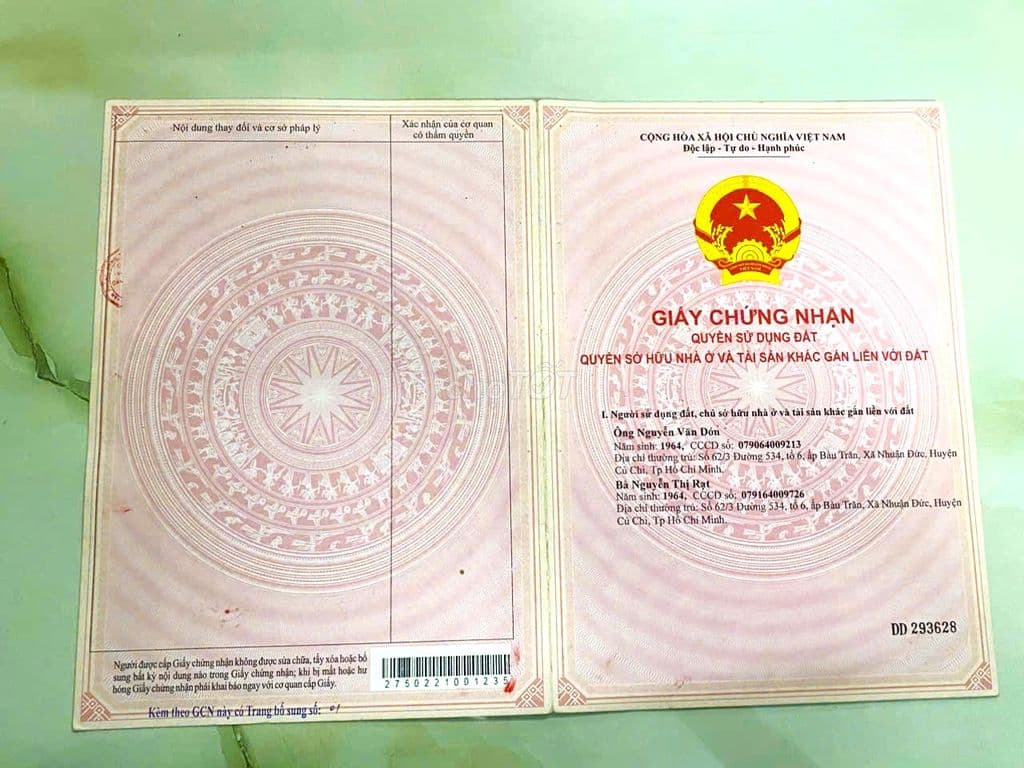 Nội dung thay đổi và cơ sở pháp lý
Xác nhận của cơ quan
có thẩm quyền
Người được cấp Giấy chứng nhận không được sửa chữa, tẩy xóa hoặc bổ
sung bất kỳ nội dung nào trong Giấy chứng nhận; khi bị mất hoặc hư
hỏng Giấy chứng nhận phải khai báo ngay với cơ quan cấp Giấy.
2750221001235
Kèm theo GCN này có Trang bổ sung số: 01
CỘNG HÒA XÃ HỘI CHỦ NGHĨA VIỆT NAM
Độc lập - Tự do - Hạnh phúc
GIẤY CHỨNG NHẬN
QUYỀN SỬ DỤNG ĐẤT
QUYỀN SỞ HỮU NHÀ Ở VÀ TÀI SẢN KHÁC GẮN LIỀN VỚI ĐẤT
I. Người sử dụng đất, chủ sở hữu nhà ở và tài sản khác gắn liền với đất
Ông Nguyễn Văn Dón
Năm sinh: 1964, CCCD số: 079064009213
Địa chỉ thường trú: Số 62/3 Đường 534, tổ 6, ấp Bàu Trăn, Xã Nhuận Đức, Huyện
Củ Chi, Tp Hồ Chí Minh.
Bà Nguyễn Thị Rạt
Năm sinh: 1964, CCCD số: 079164009726
Địa chỉ thường trú: Số 62/3 Đường 534, tổ 6, ấp Bàu Trăn, Xã Nhuận Đức, Huyện
Củ Chi, Tp Hồ Chí Minh.
DD 293628